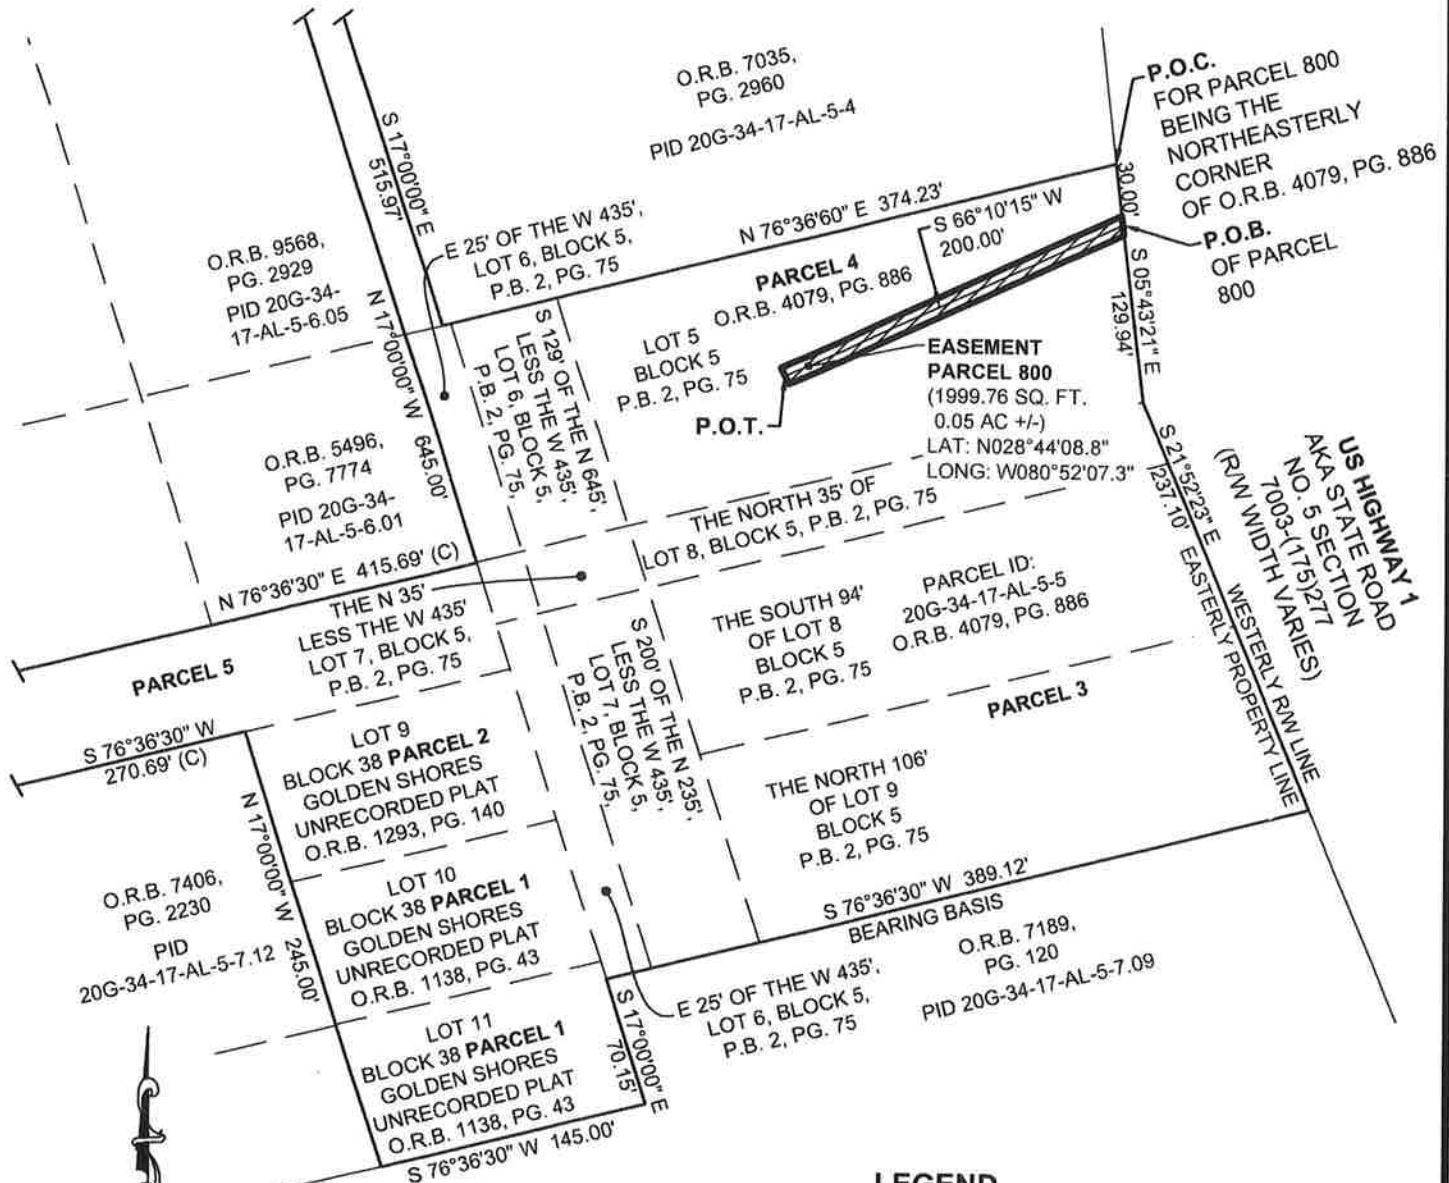 O.R.B. 7035,
PG. 2960
PID 20G-34-17-AL-5-4
P.O.C.
FOR PARCEL 800
BEING THE
NORTHEASTERLY
CORNER
OF O.R.B. 4079, PG. 886
S 17°00'00" E
515.97'
30.00'
N 76°36'60" E 374.23'
S 66°10'15" W
200.00'
P.O.B.
OF PARCEL
800
O.R.B. 9568,
PG. 2929
PID 20G-34-
17-AL-5-6.05
E 25' OF THE W 435',
LOT 6, BLOCK 5,
P.B. 2, PG. 75
PARCEL 4
O.R.B. 4079, PG. 886
LOT 5
BLOCK 5
P.B. 2, PG. 75
S 05°43'21" E
129.94'
N 17°00'00" W 645.00'
S 129' OF THE N 645',
LESS THE W 435',
LOT 6, BLOCK 5,
P.B. 2, PG. 75,
EASEMENT
PARCEL 800
(1999.76 SQ. FT.
0.05 AC +/-)
LAT: N028°44'08.8"
LONG: W080°52'07.3"
P.O.T.
O.R.B. 5496,
PG. 7774
PID 20G-34-
17-AL-5-6.01
S 21°52'23" E
237.10'
US HIGHWAY 1
AKA STATE ROAD
NO. 5 SECTION
7003-(175)277
(R/W WIDTH VARIES)
WESTERLY R/W LINE
EASTERLY PROPERTY LINE
THE NORTH 35' OF
LOT 8, BLOCK 5, P.B. 2, PG. 75
N 76°36'30" E 415.69' (C)
THE N 35'
LESS THE W 435'
LOT 7, BLOCK 5,
P.B. 2, PG. 75
PARCEL 5
THE SOUTH 94'
OF LOT 8
BLOCK 5
P.B. 2, PG. 75
PARCEL ID:
20G-34-17-AL-5-5
O.R.B. 4079, PG. 886
S 200' OF THE N 235',
LESS THE W 435',
LOT 7, BLOCK 5,
P.B. 2, PG. 75,
PARCEL 3
S 76°36'30" W
270.69' (C)
LOT 9
BLOCK 38 PARCEL 2
GOLDEN SHORES
UNRECORDED PLAT
O.R.B. 1293, PG. 140
THE NORTH 106'
OF LOT 9
BLOCK 5
P.B. 2, PG. 75
N 17°00'00" W 245.00'
O.R.B. 7406,
PG. 2230
PID
20G-34-17-AL-5-7.12
LOT 10
BLOCK 38 PARCEL 1
GOLDEN SHORES
UNRECORDED PLAT
O.R.B. 1138, PG. 43
S 76°36'30" W 389.12'
BEARING BASIS
O.R.B. 7189,
PG. 120
PID 20G-34-17-AL-5-7.09
E 25' OF THE W 435',
LOT 6, BLOCK 5,
P.B. 2, PG. 75
S 17°00'00" E
70.15'
LOT 11
BLOCK 38 PARCEL 1
GOLDEN SHORES
UNRECORDED PLAT
O.R.B. 1138, PG. 43
S 76°36'30" W 145.00'
LEGEND